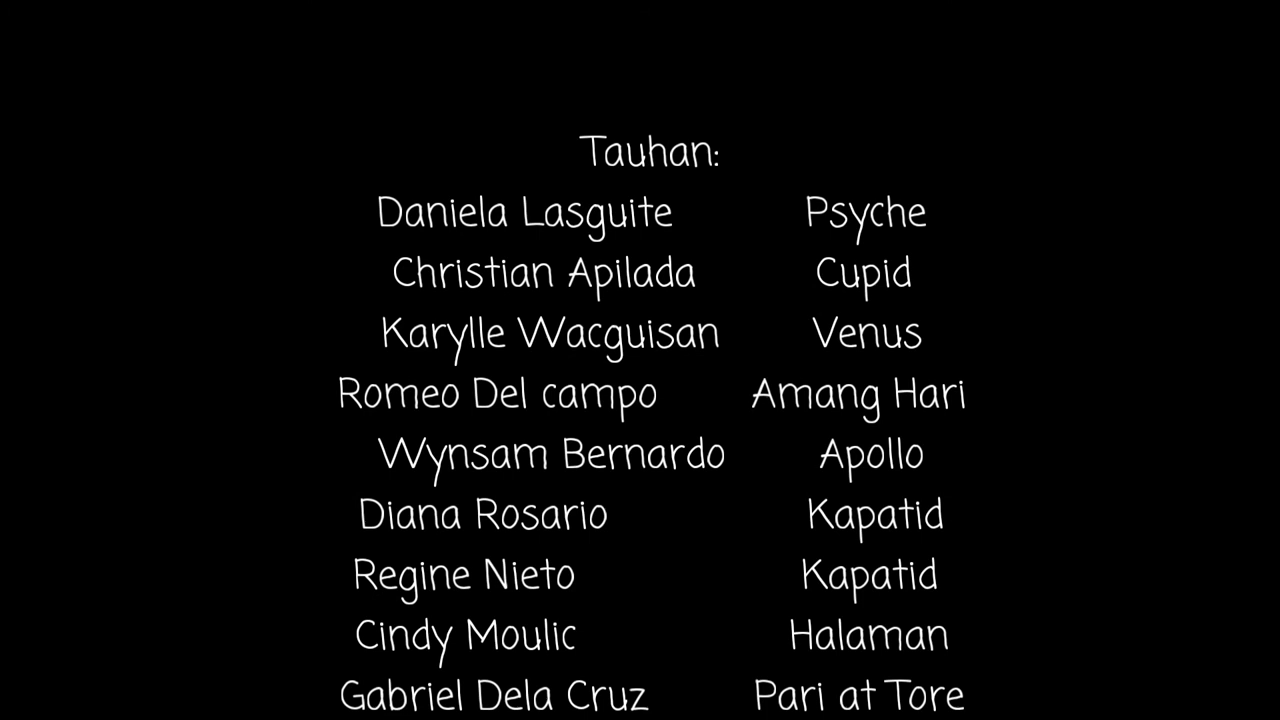 Tauhan:
Daniela Lasguite Psyche
Christian Apilada Cupid
Karylle Wacguisan Venus
Romeo Del campo Amang Hari
Wynsam Bernardo Apollo
Diana Rosario Kapatid
Regine Nieto Kapatid
Cindy Moulic Halaman
Gabriel Dela Cruz Pari at Tore